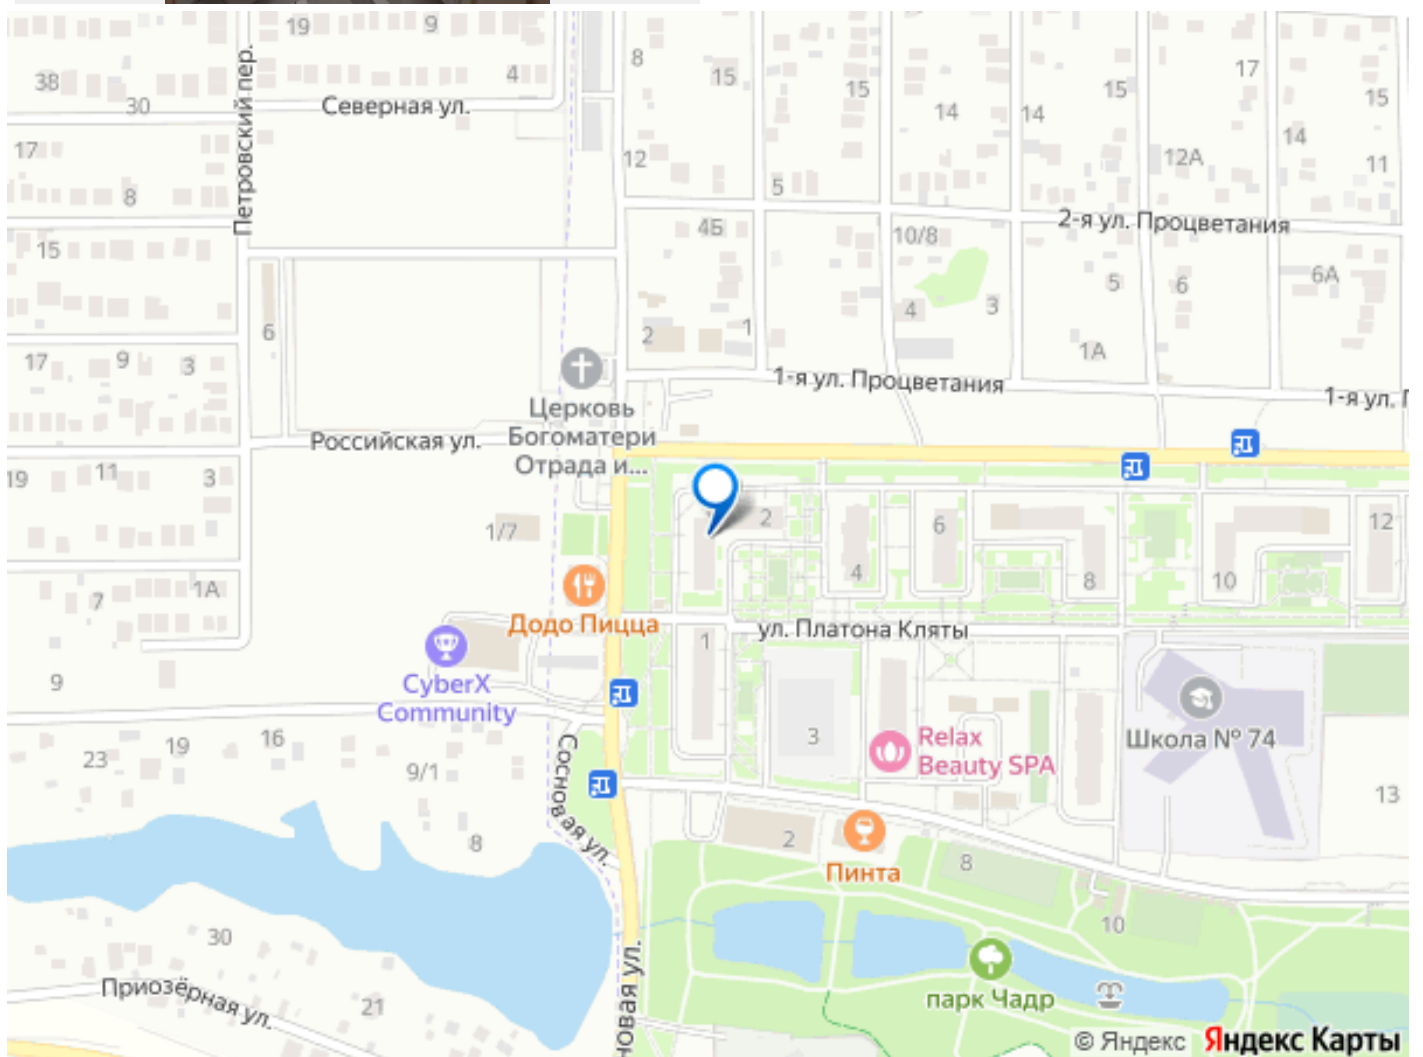 19
9
38
30
4
Северная ул.
Петровский пер.
8
15
15
14
14
15
17
15
14
11
12А
12
5
17
8
15
4Б
10/8
2-я ул. Процветания
5
6
6А
4
3
2
1
1А
6
17
9
3
1-я ул. Процветания
1-я ул. П
Церковь
Богоматери
Отрада и...
Российская ул.
19
11
3
1/7
2
4
6
8
10
12
7
1А
Додо Пицца
ул. Платона Кляты
1
9
CyberX
Community
3
Relax
Beauty SPA
Школа № 74
13
23
19
16
9/1
8
Сосновая ул.
2
Пинта
8
10
30
21
Приозёрная ул.
новая ул.
парк Чадр
© Яндекс Яндекс Карты